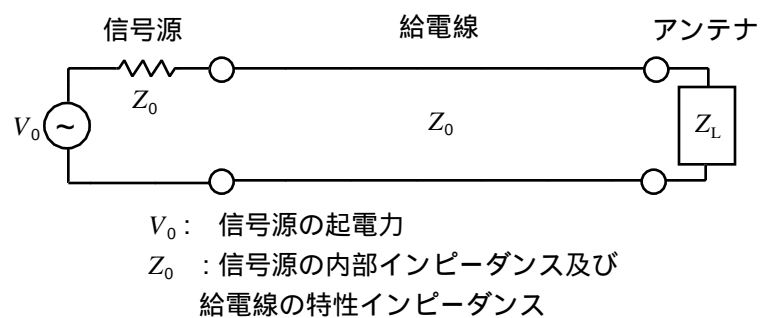 信号源 給電線 アンテナ
Z₀
V₀ ~ Z₀ Z_L
V₀ : 信号源の起電力
Z₀ : 信号源の内部インピーダンス及び
給電線の特性インピーダンス